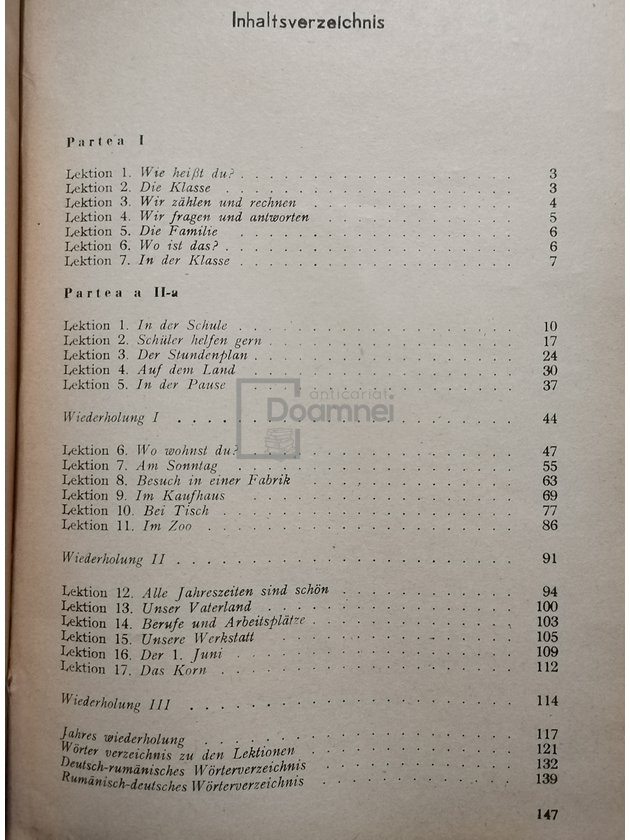 Inhaltsverzeichnis
Partea I
Lektion 1. Wie heißt du? . . . . . . . . . . . . . . . . 3
Lektion 2. Die Klasse . . . . . . . . . . . . . . . . 3
Lektion 3. Wir zählen und rechnen . . . . . . . . . . . . 4
Lektion 4. Wir fragen und antworten . . . . . . . . . . . 5
Lektion 5. Die Familie . . . . . . . . . . . . . . . . 6
Lektion 6. Wo ist das? . . . . . . . . . . . . . . . . 6
Lektion 7. In der Klasse . . . . . . . . . . . . . . . 7
Partea a II-a
Lektion 1. In der Schule . . . . . . . . . . . . . . . 10
Lektion 2. Schüler helfen gern . . . . . . . . . . . . . 17
Lektion 3. Der Stundenplan . . . . . . . . . . . . . . 24
Lektion 4. Auf dem Land . . . . . . . . . . . . . . . 30
Lektion 5. In der Pause . . . . . . . . . . . . . . . 37
anticariat
Doamnei
Wiederholung I . . . . . . . . . . . . . . . . . . 44
Lektion 6. Wo wohnst du? . . . . . . . . . . . . . . . 47
Lektion 7. Am Sonntag . . . . . . . . . . . . . . . . 55
Lektion 8. Besuch in einer Fabrik . . . . . . . . . . . . 63
Lektion 9. Im Kaufhaus . . . . . . . . . . . . . . . . 69
Lektion 10. Bei Tisch . . . . . . . . . . . . . . . . 77
Lektion 11. Im Zoo . . . . . . . . . . . . . . . . . 86
Wiederholung II . . . . . . . . . . . . . . . . . . 91
Lektion 12. Alle Jahreszeiten sind schön . . . . . . . . . . 94
Lektion 13. Unser Vaterland . . . . . . . . . . . . . . 100
Lektion 14. Berufe und Arbeitsplätze . . . . . . . . . . . 103
Lektion 15. Unsere Werkstatt . . . . . . . . . . . . . . 105
Lektion 16. Der 1. Juni . . . . . . . . . . . . . . . 109
Lektion 17. Das Korn . . . . . . . . . . . . . . . . 112
Wiederholung III . . . . . . . . . . . . . . . . . . 114
Jahres wiederholung . . . . . . . . . . . . . . . . 117
Wörter verzeichnis zu den Lektionen . . . . . . . . . . . 121
Deutsch-rumänisches Wörterverzeichnis . . . . . . . . . . 132
Rumänisch-deutsches Wörterverzeichnis . . . . . . . . . . 139
147